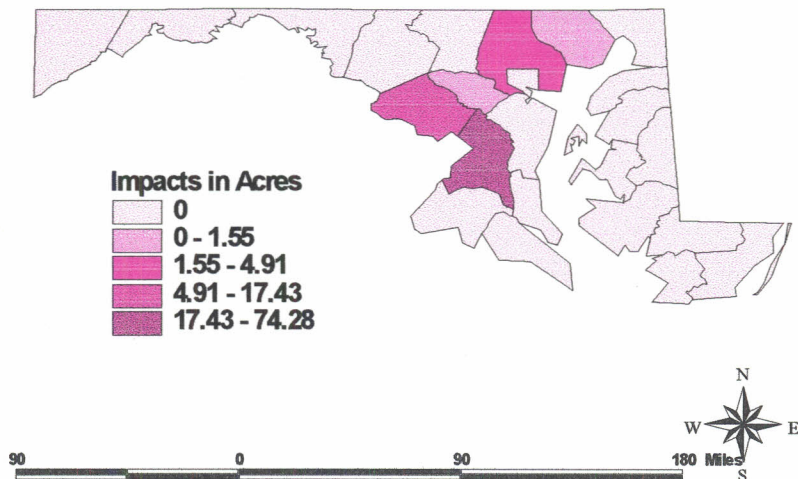 Impacts in Acres
0
0 - 1.55
1.55 - 4.91
4.91 - 17.43
17.43 - 74.28
N
W E
S
90 0 90 180 Miles